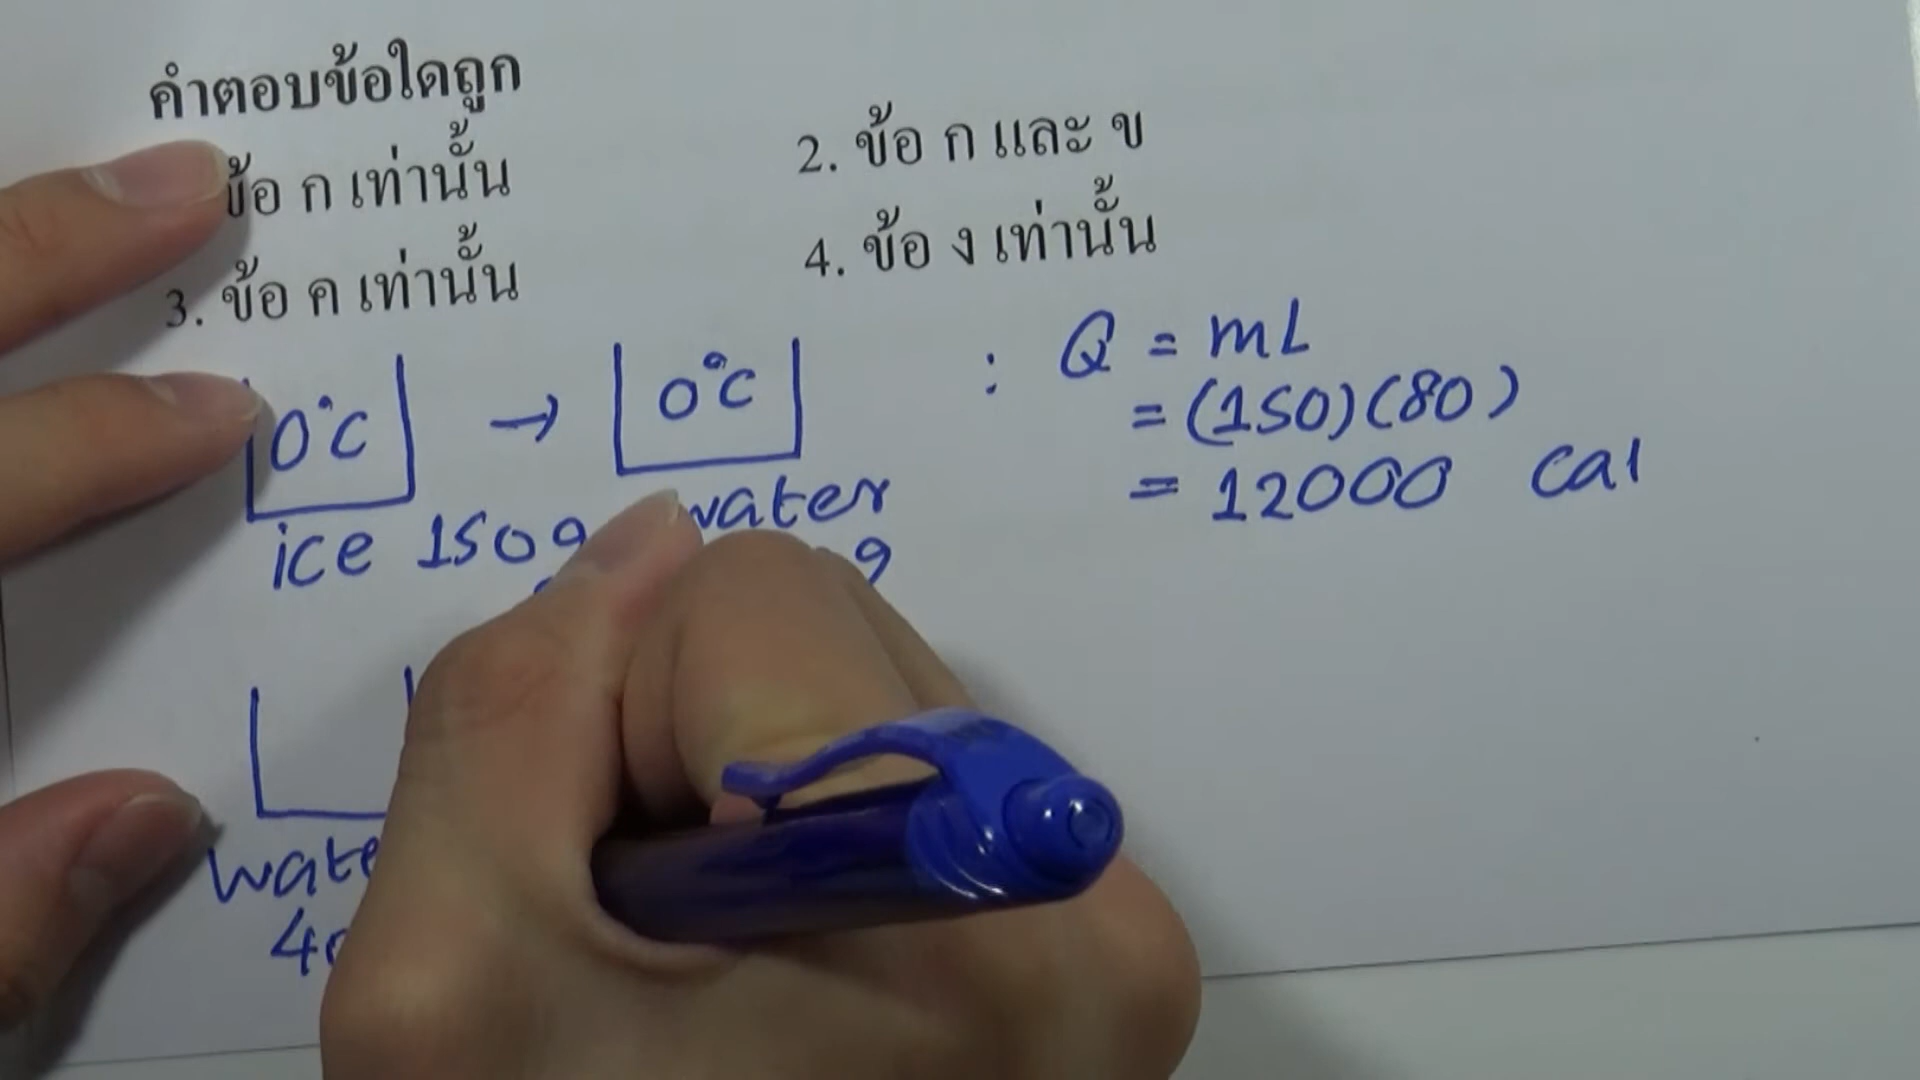 คำตอบข้อใดถูก
ข้อ ก เท่านั้น
2. ข้อ ก และ ข
3. ข้อ ค เท่านั้น
4. ข้อ ง เท่านั้น
0°C → 0°C : Q = mL
= (150)(80)
= 12000 cal
ice 150g water
g
wate